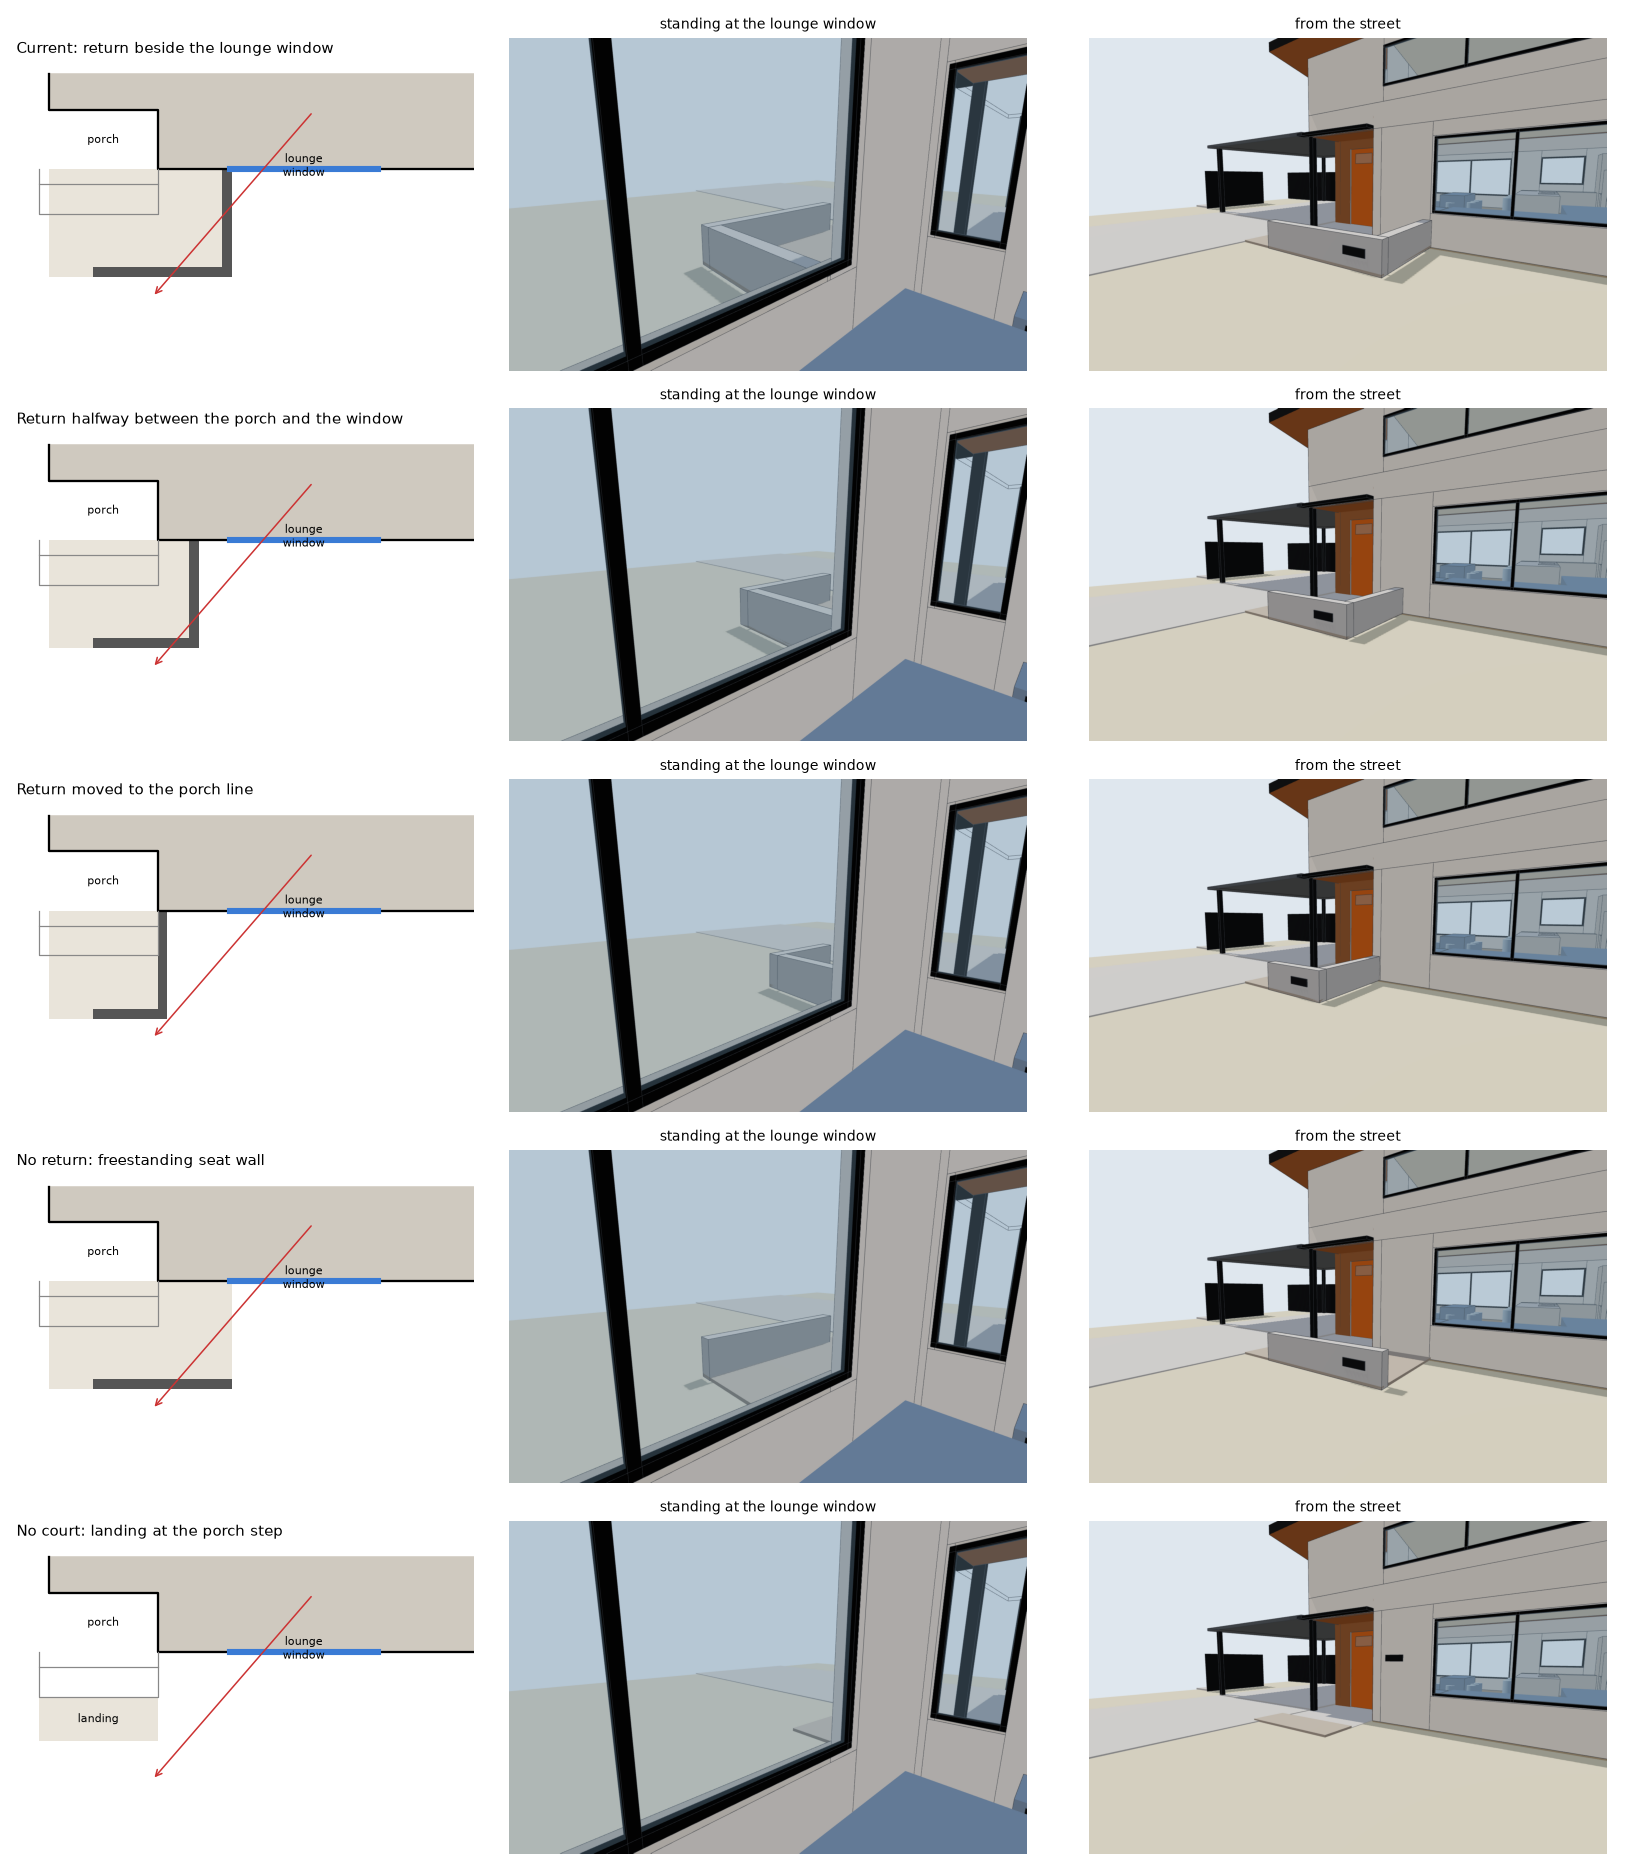 standing at the lounge window
from the street
Current: return beside the lounge window
porch
lounge
window
standing at the lounge window
from the street
Return halfway between the porch and the window
porch
lounge
window
standing at the lounge window
from the street
Return moved to the porch line
porch
lounge
window
standing at the lounge window
from the street
No return: freestanding seat wall
porch
lounge
window
standing at the lounge window
from the street
No court: landing at the porch step
porch
lounge
window
landing